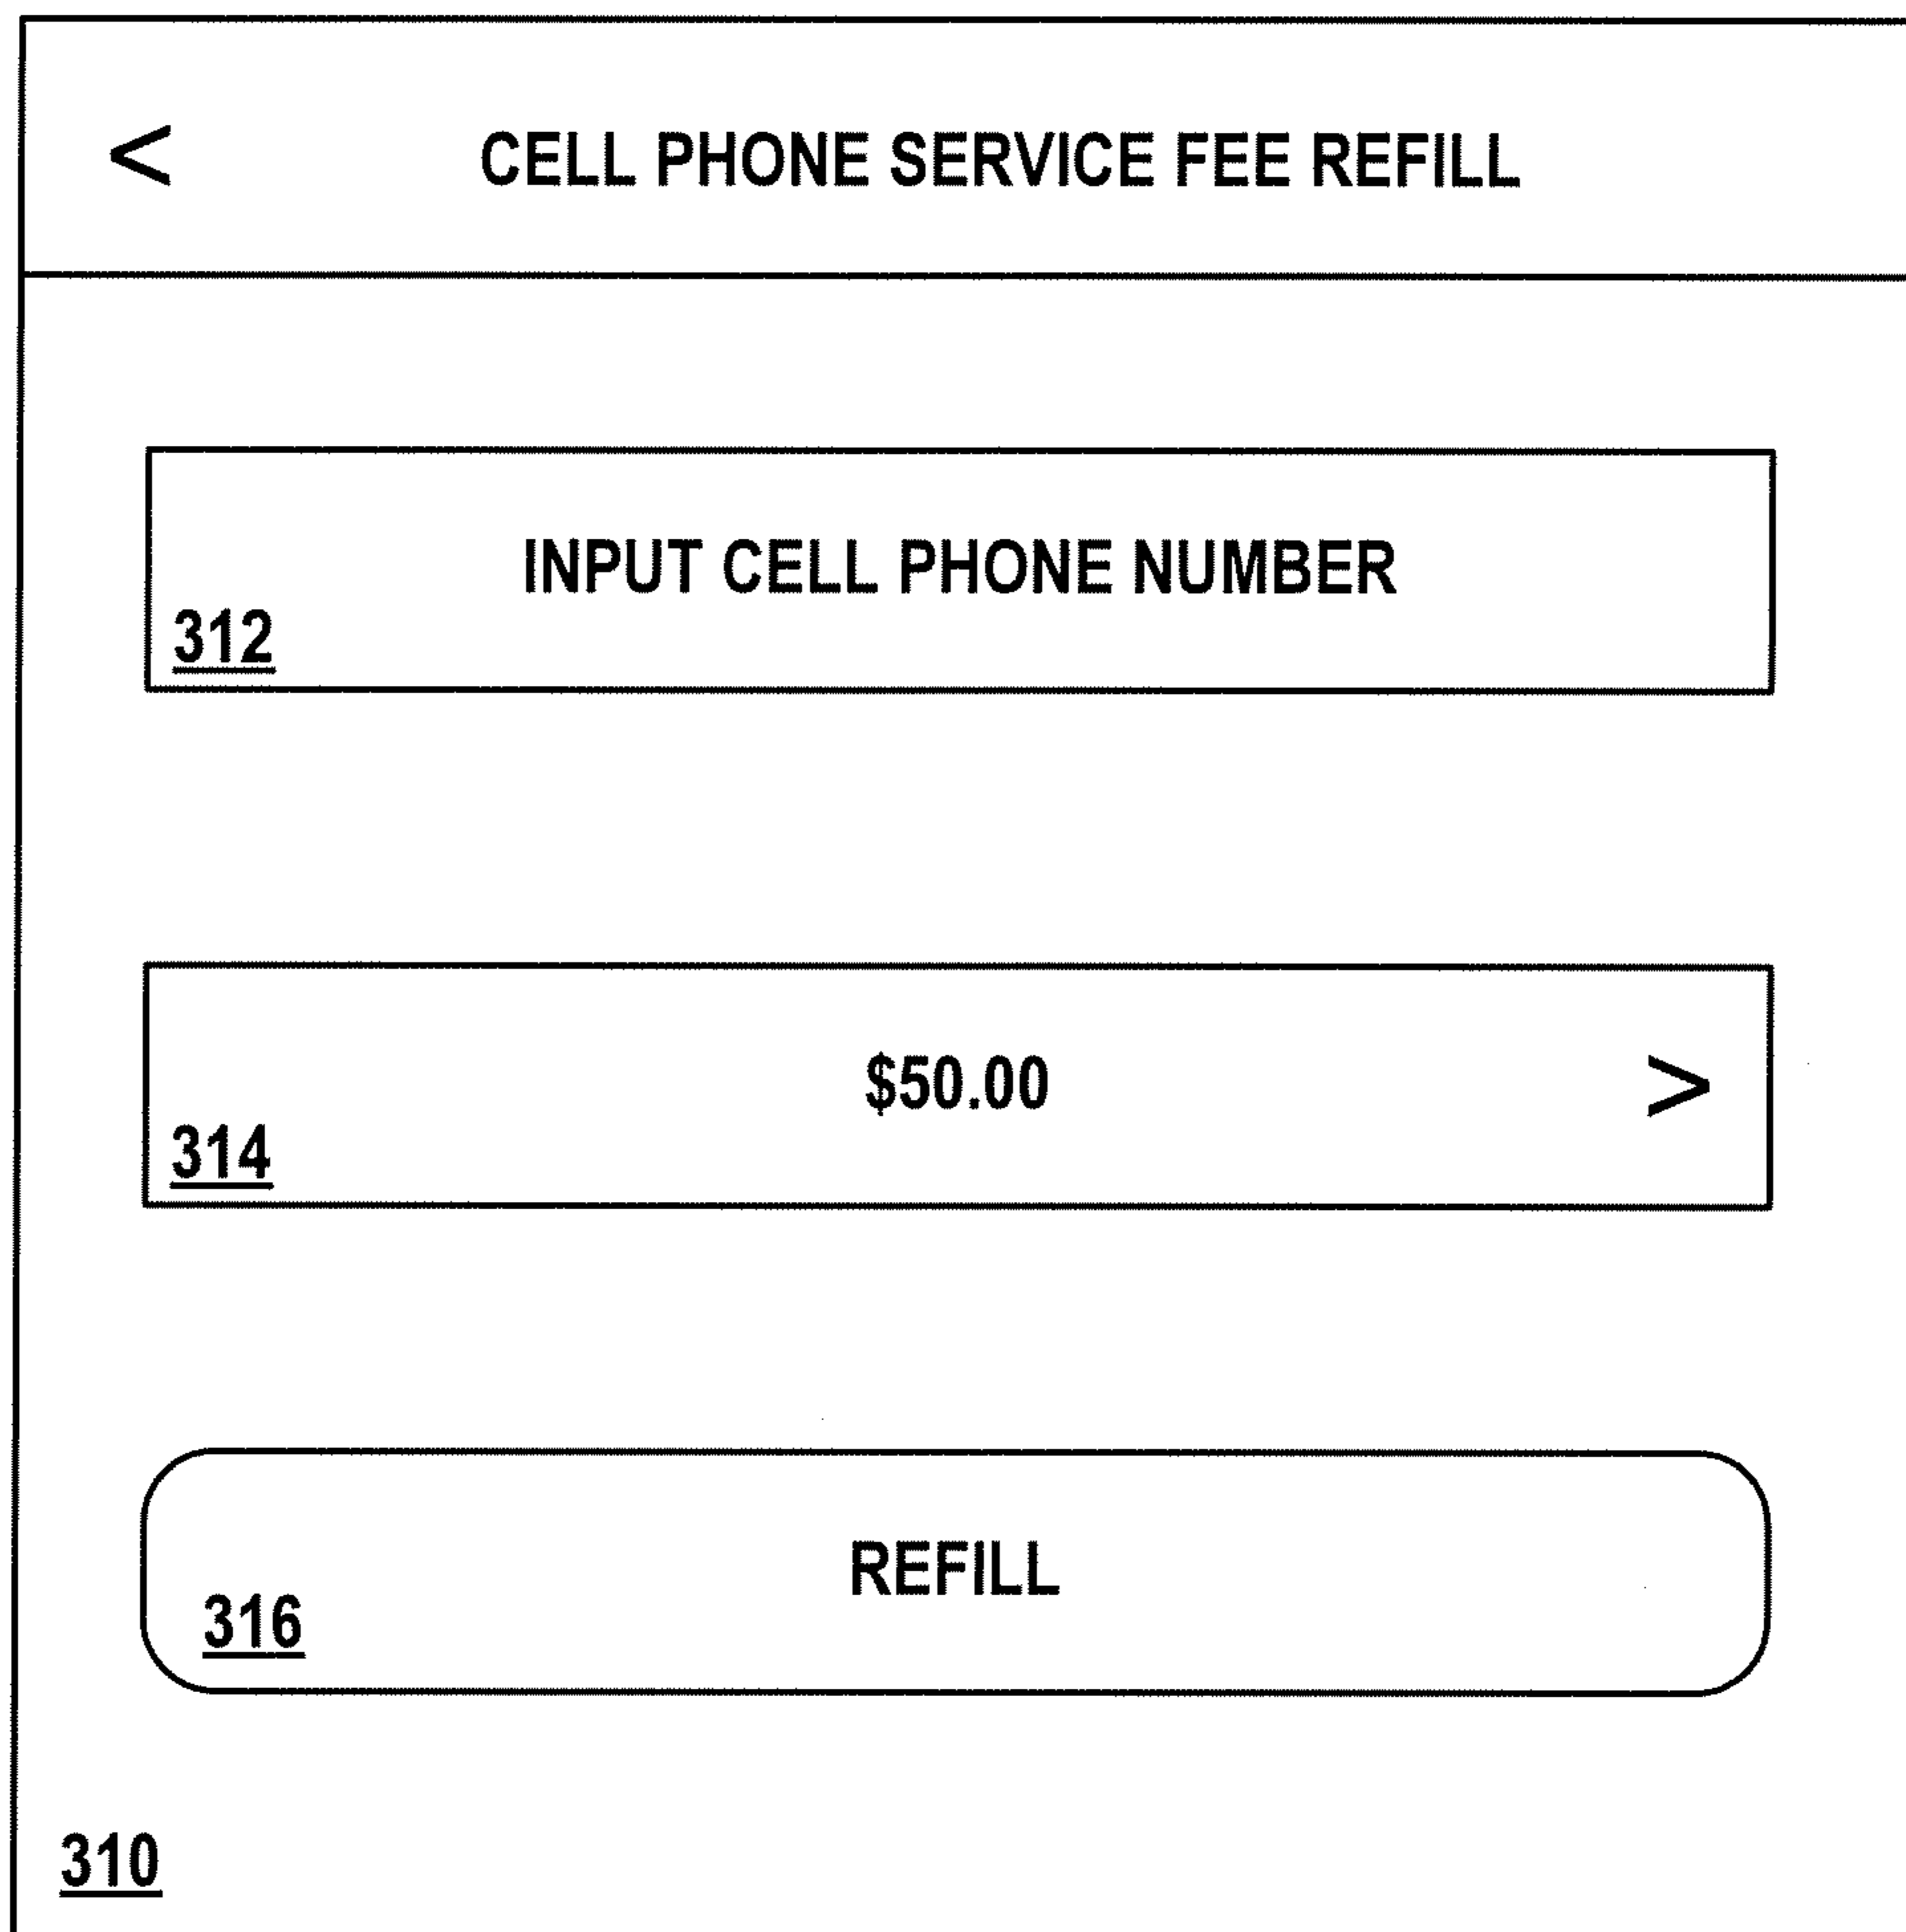 < CELL PHONE SERVICE FEE REFILL
INPUT CELL PHONE NUMBER
312
$50.00 >
314
REFILL
316
310